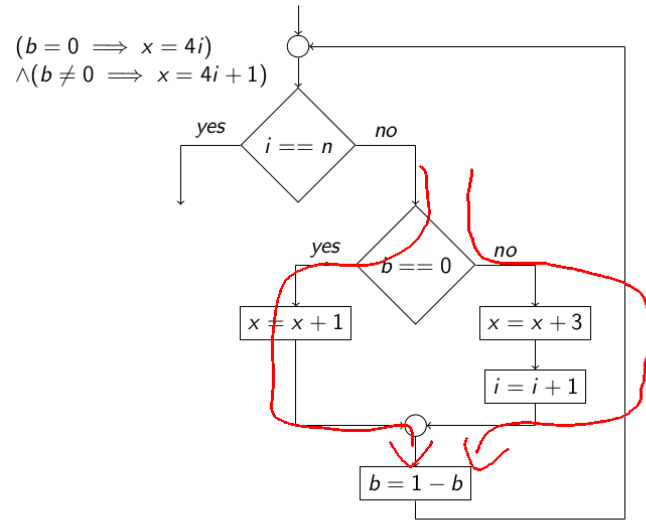 (b = 0 ⟹ x = 4i)
∧(b ≠ 0 ⟹ x = 4i + 1)
yes
no
i == n
yes
no
b == 0
x = x + 1
x = x + 3
i = i + 1
b = 1 − b